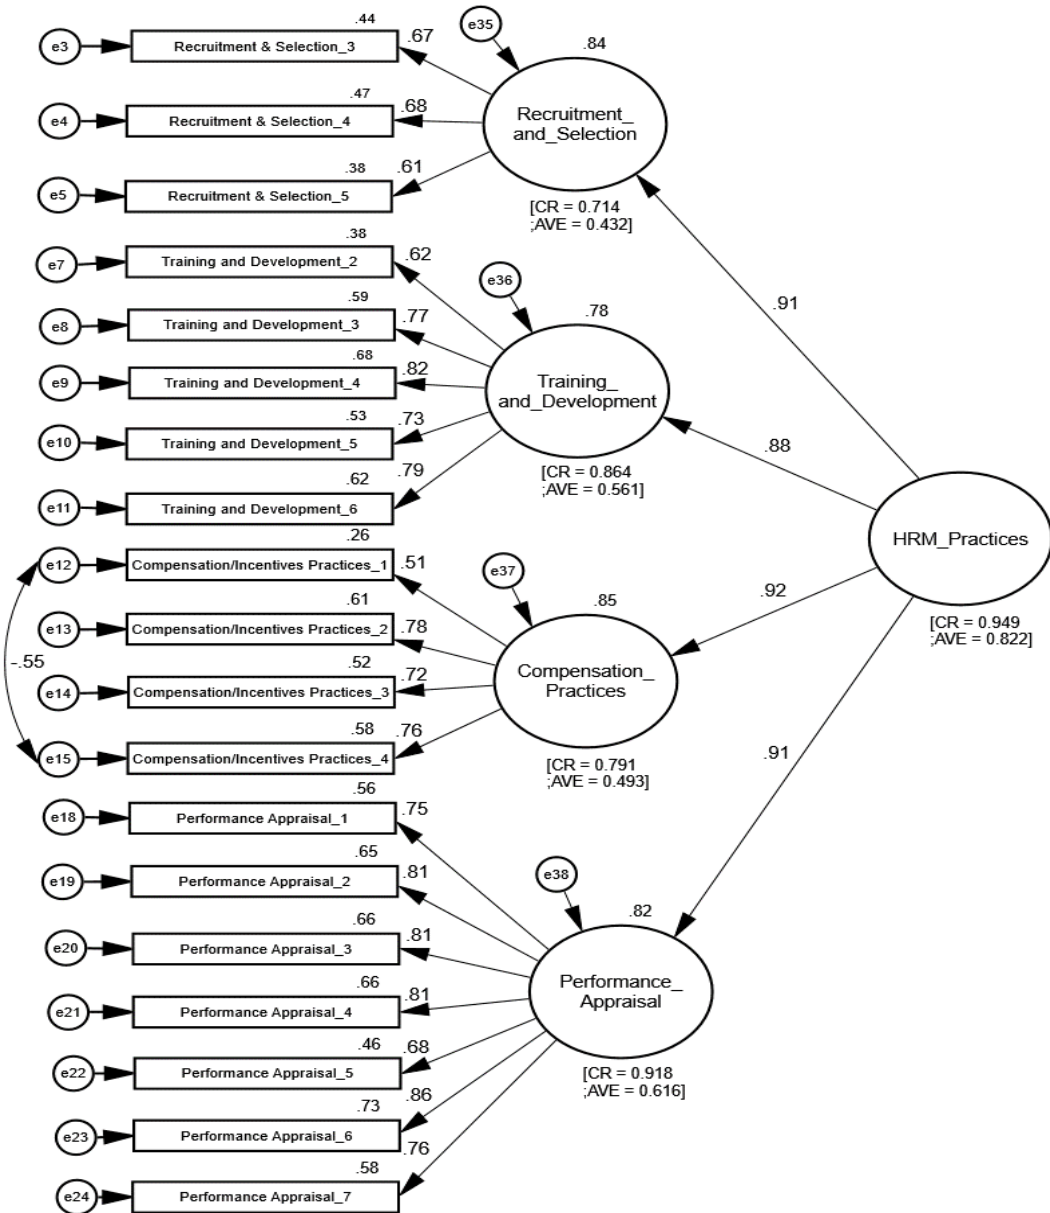 .44
e3
Recruitment & Selection_3
.67
e35
.84
.47
e4
Recruitment & Selection_4
.68
Recruitment_
and_Selection
.38
e5
Recruitment & Selection_5
.61
[CR = 0.714
;AVE = 0.432]
.38
e7
Training and Development_2
.62
e36
.59
e8
Training and Development_3
.77
.78
.91
.68
e9
Training and Development_4
.82
Training_
and_Development
.53
e10
Training and Development_5
.73
.88
[CR = 0.864
;AVE = 0.561]
.62
e11
Training and Development_6
.79
HRM_Practices
[CR = 0.949
;AVE = 0.822]
.26
e12
Compensation/Incentives Practices_1
.51
e37
.92
.61
e13
Compensation/Incentives Practices_2
.78
.85
-.55
.52
e14
Compensation/Incentives Practices_3
.72
Compensation_
Practices
.58
e15
Compensation/Incentives Practices_4
.76
[CR = 0.791
;AVE = 0.493]
.91
.56
e18
Performance Appraisal_1
.75
.65
e19
Performance Appraisal_2
.81
e38
.82
.66
e20
Performance Appraisal_3
.81
Performance_
Appraisal
.66
e21
Performance Appraisal_4
.81
.46
e22
Performance Appraisal_5
.68
[CR = 0.918
;AVE = 0.616]
.73
e23
Performance Appraisal_6
.86
.58
e24
Performance Appraisal_7
.76